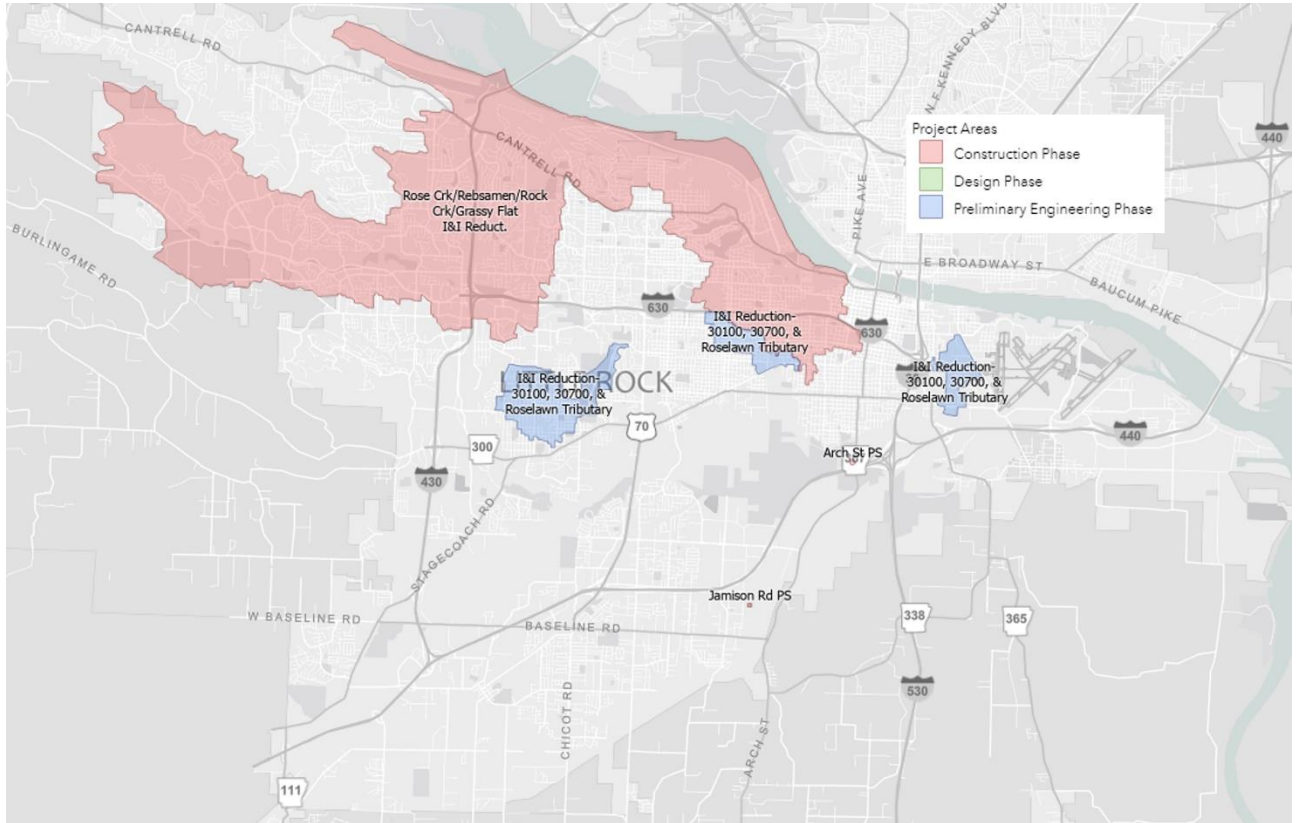 CANTRELL RD
N F KENNEDY BLVD
440
Project Areas
Construction Phase
Design Phase
Preliminary Engineering Phase
CANTRELL RD
PIKE AVE
Rose Crk/Rebsamen/Rock
Crk/Grassy Flat
I&I Reduct.
BURLINGAME RD
E BROADWAY ST
BAUCUM PIKE
630
I&I Reduction-
30100, 30700, &
Roselawn Tributary
630
I&I Reduction-
30100, 30700, &
Roselawn Tributary
ROCK
I&I Reduction-
30100, 30700, &
Roselawn Tributary
70
440
300
Arch St PS
430
STAGECOACH RD
Jamison Rd PS
W BASELINE RD
BASELINE RD
338
365
530
CHICOT RD
ARCH ST
111